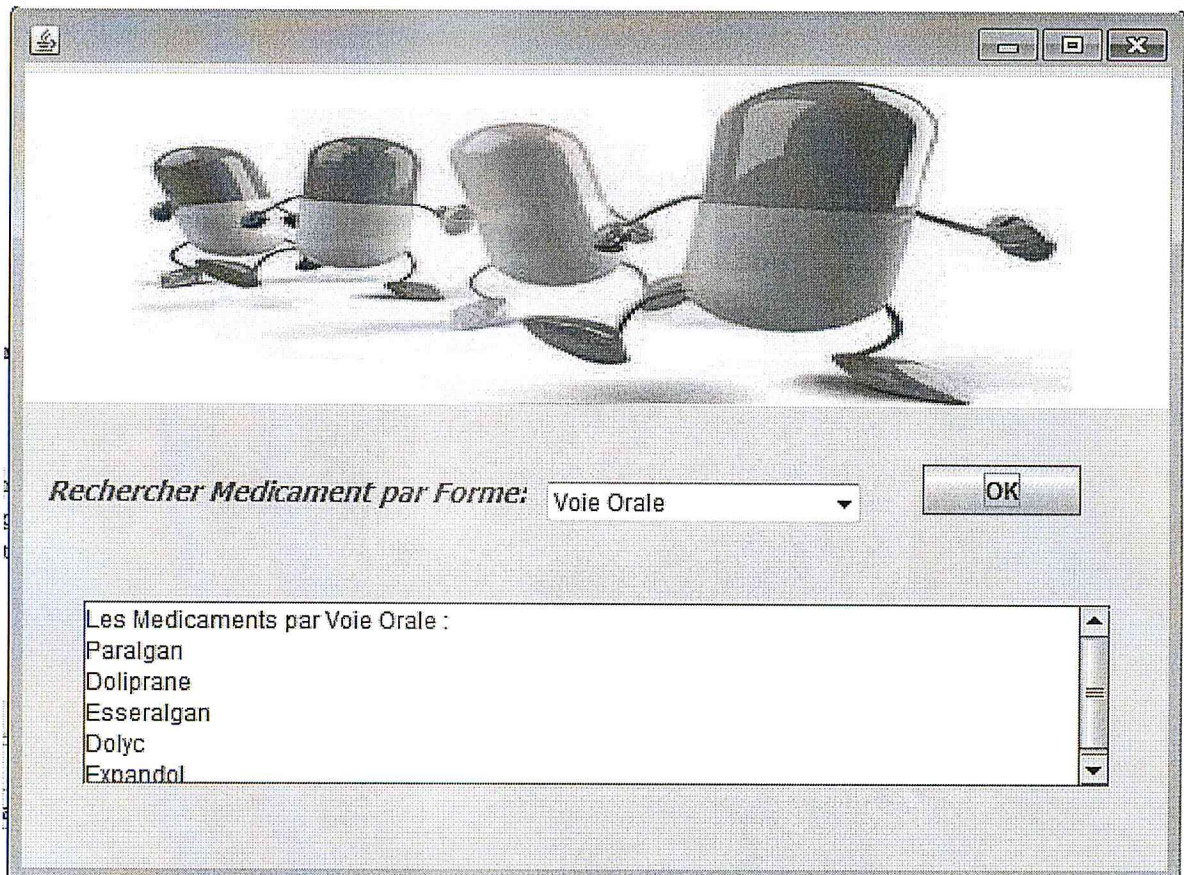 Rechercher Medicament par Forme:
Voie Orale
OK
Les Medicaments par Voie Orale :
Paralgan
Doliprane
Esseralgan
Dolyc
Expandol